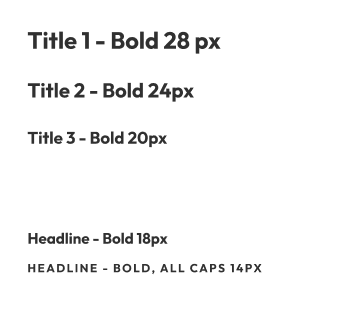 Title 1 - Bold 28 px
Title 2 - Bold 24px
Title 3 - Bold 20px
Headline - Bold 18px
HEADLINE - BOLD, ALL CAPS 14PX